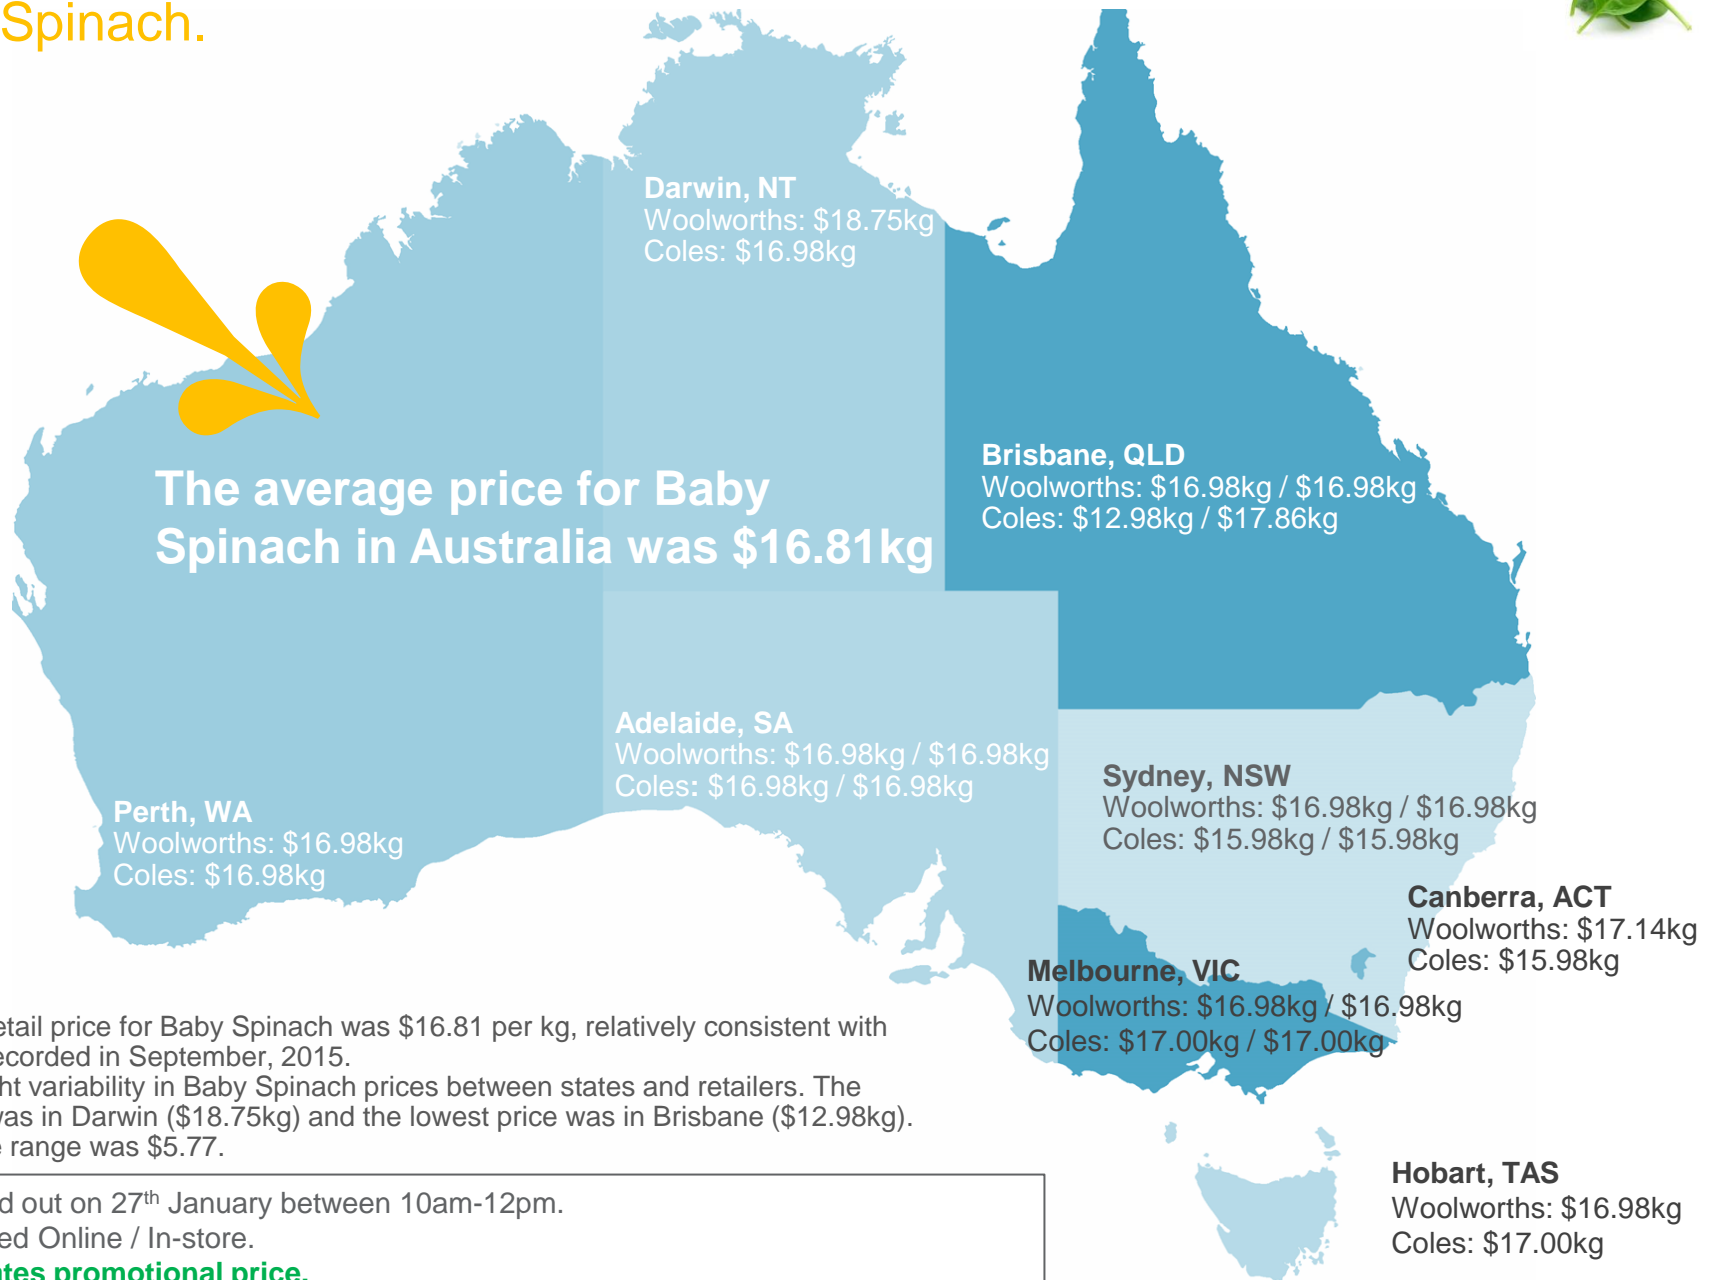 Spinach.
Darwin, NT
Woolworths: $18.75kg
Coles: $16.98kg
Brisbane, QLD
Woolworths: $16.98kg / $16.98kg
Coles: $12.98kg / $17.86kg
The average price for Baby
Spinach in Australia was $16.81kg
Adelaide, SA
Woolworths: $16.98kg / $16.98kg
Coles: $16.98kg / $16.98kg
Sydney, NSW
Woolworths: $16.98kg / $16.98kg
Coles: $15.98kg / $15.98kg
Perth, WA
Woolworths: $16.98kg
Coles: $16.98kg
Canberra, ACT
Woolworths: $17.14kg
Coles: $15.98kg
Melbourne, VIC
Woolworths: $16.98kg / $16.98kg
Coles: $17.00kg / $17.00kg
price for Baby Spinach was $16.81 per kg, relatively consistent with
in September, 2015.
variability in Baby Spinach prices between states and retailers. The
in Darwin ($18.75kg) and the lowest price was in Brisbane ($12.98kg).
range was $5.77.
out on 27th January between 10am-12pm.
Online / In-store.
promotional price.
Hobart, TAS
Woolworths: $16.98kg
Coles: $17.00kg